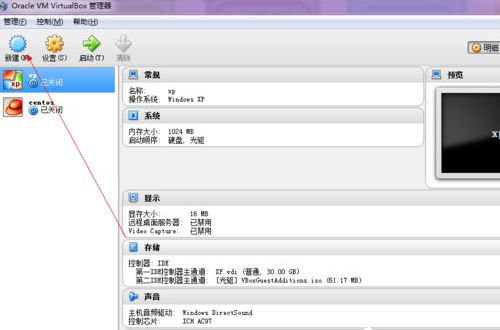 Oracle VM VirtualBox 管理器
管理(F) 控制(M) 帮助(H)
新建(N) 设置(S) 启动(T) 清除
明细
xp
已关闭
centos
已关闭
常规
名称: xp
操作系统: Windows XP
系统
内存大小: 1024 MB
启动顺序: 硬盘, 光驱
预览
xp
显示
显存大小: 16 MB
远程桌面服务器: 已禁用
Video Capture: 已禁用
存储
控制器: IDE
第一IDE控制器主通道: XP.vdi (普通, 30.00 GB)
第二IDE控制器主通道: [光驱] VBoxGuestAdditions.iso (61.17 MB)
声音
主机音频驱动: Windows DirectSound
控制芯片: ICH AC97